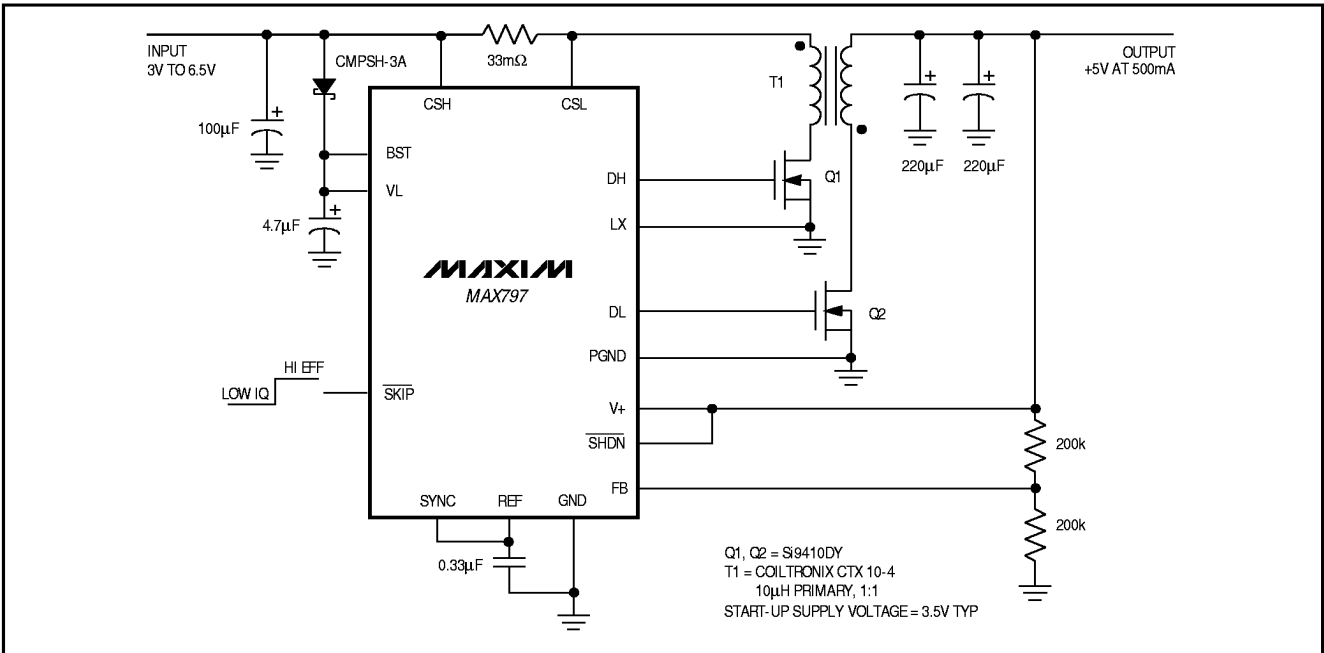 INPUT
3V TO 6.5V
CMPSH-3A
33mΩ
T1
OUTPUT
+5V AT 500mA
100µF
+
CSH
CSL
+
+
BST
DH
Q1
220µF
220µF
VL
4.7µF
+
LX
MAXIM
MAX797
DL
Q2
PGND
HI EFF
LOW IQ
SKIP
V+
SHDN
200k
FB
SYNC
REF
GND
200k
0.33µF
Q1, Q2 = Si9410DY
T1 = COILTRONIX CTX 10-4
10µH PRIMARY, 1:1
START-UP SUPPLY VOLTAGE = 3.5V TYP